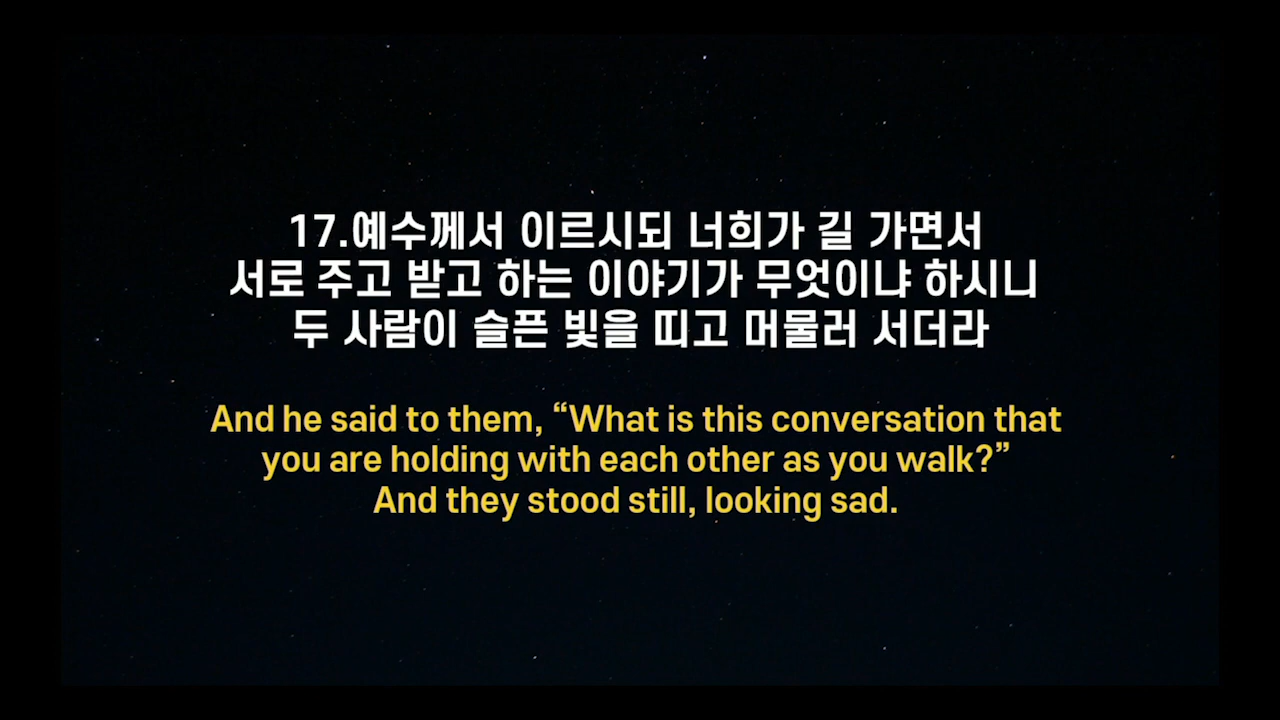 17.예수께서 이르시되 너희가 길 가면서
서로 주고 받고 하는 이야기가 무엇이냐 하시니
두 사람이 슬픈 빛을 띠고 머물러 서더라
And he said to them, “What is this conversation that
you are holding with each other as you walk?”
And they stood still, looking sad.